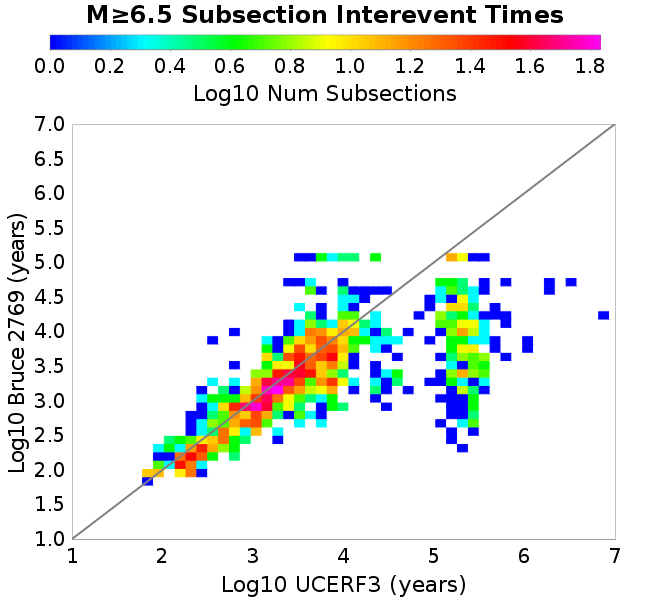 M≥6.5 Subsection Interevent Times
0.0 0.2 0.4 0.6 0.8 1.0 1.2 1.4 1.6 1.8
Log10 Num Subsections
7.0
6.5
6.0
5.5
5.0
4.5
4.0
3.5
3.0
2.5
2.0
1.5
1.0
Log10 Bruce 2769 (years)
1 2 3 4 5 6 7
Log10 UCERF3 (years)